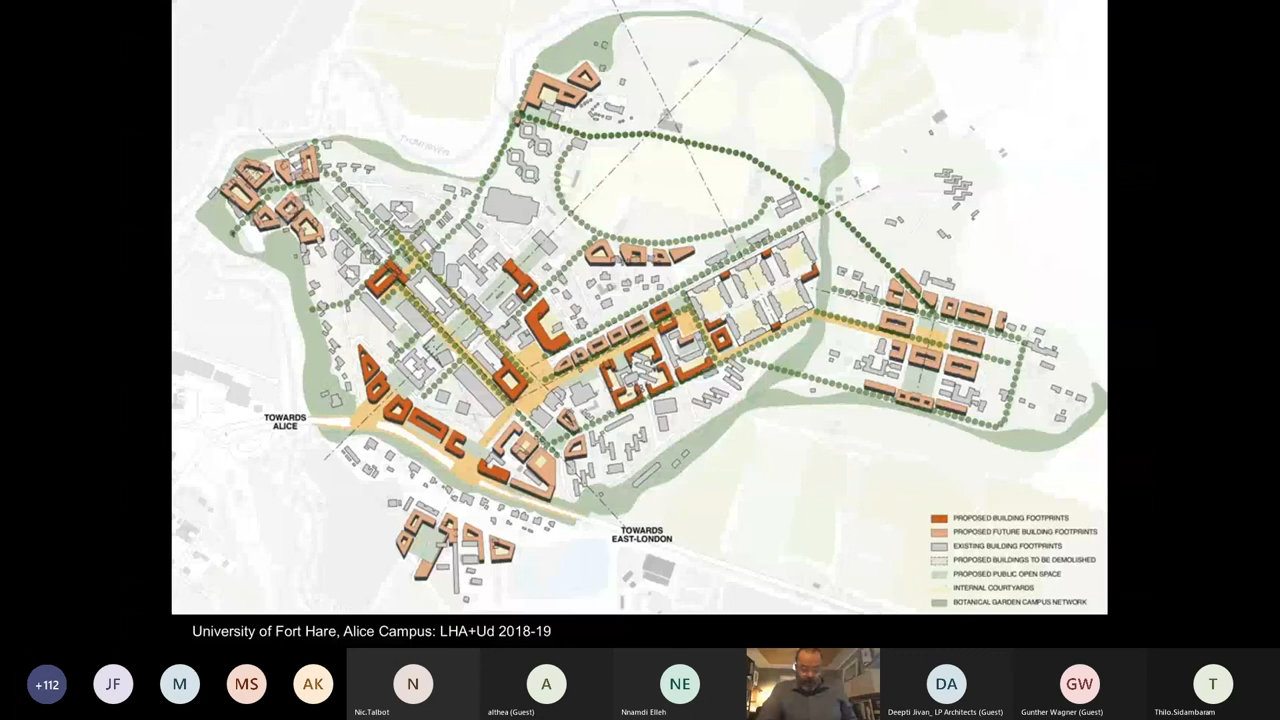 THYUMI RIVER
TOWARDS
ALICE
TOWARDS
EAST-LONDON
PROPOSED BUILDING FOOTPRINTS
PROPOSED FUTURE BUILDING FOOTPRINTS
EXISTING BUILDING FOOTPRINTS
PROPOSED BUILDINGS TO BE DEMOLISHED
PROPOSED PUBLIC OPEN SPACE
INTERNAL COURTYARDS
BOTANICAL GARDEN CAMPUS NETWORK
University of Fort Hare, Alice Campus: LHA+Ud 2018-19
+112
JF
M
MS
AK
N
A
NE
DA
GW
T
Nic.Talbot
althea (Guest)
Nnamdi Elleh
Deepti Jivan_ LP Architects (Guest)
Gunther Wagner (Guest)
Thilo.Sidambaram